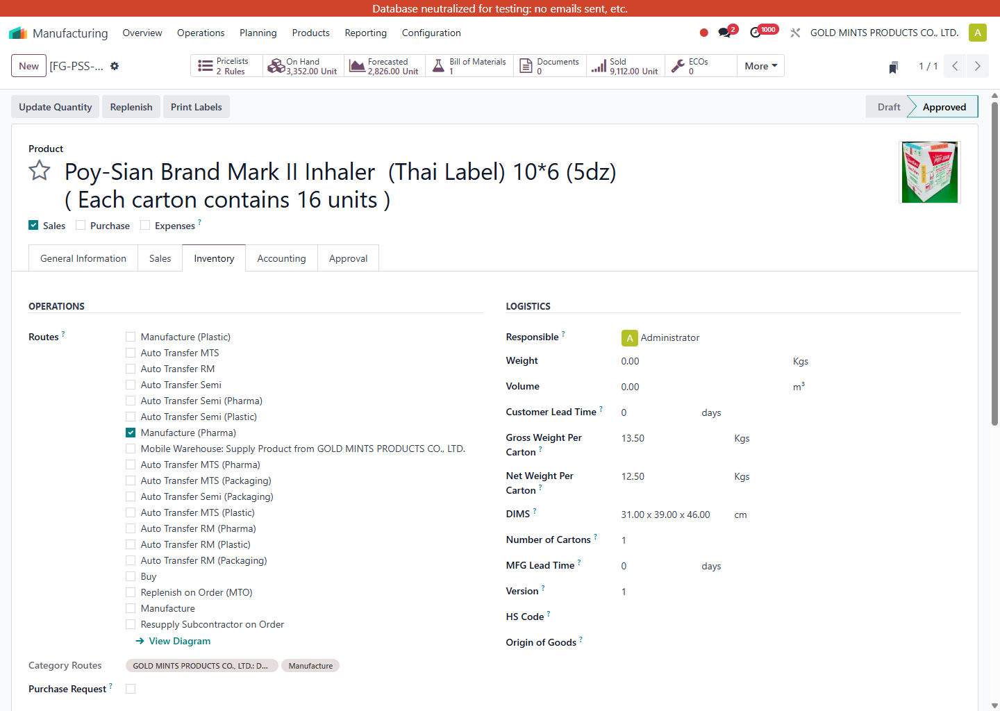 Database neutralized for testing: no emails sent, etc.
Manufacturing Overview Operations Planning Products Reporting Configuration 2 1000 GOLD MINTS PRODUCTS CO., LTD. A
New [FG-PSS-... Pricelists 2 Rules On Hand 3,352.00 Unit Forecasted 2,826.00 Unit Bill of Materials 1 Documents 0 Sold 9,112.00 Unit ECOs 0 More 1 / 1
Update Quantity Replenish Print Labels Draft Approved
Product
Poy-Sian Brand Mark II Inhaler (Thai Label) 10*6 (5dz)
( Each carton contains 16 units )
POY-SIAN
Sales Purchase Expenses ?
General Information Sales Inventory Accounting Approval
OPERATIONS
Routes ?
Manufacture (Plastic)
Auto Transfer MTS
Auto Transfer RM
Auto Transfer Semi
Auto Transfer Semi (Pharma)
Auto Transfer Semi (Plastic)
Manufacture (Pharma)
Mobile Warehouse: Supply Product from GOLD MINTS PRODUCTS CO., LTD.
Auto Transfer MTS (Pharma)
Auto Transfer MTS (Packaging)
Auto Transfer Semi (Packaging)
Auto Transfer MTS (Plastic)
Auto Transfer RM (Pharma)
Auto Transfer RM (Plastic)
Auto Transfer RM (Packaging)
Buy
Replenish on Order (MTO)
Manufacture
Resupply Subcontractor on Order
View Diagram
Category Routes GOLD MINTS PRODUCTS CO., LTD.: D... Manufacture
Purchase Request ?
LOGISTICS
Responsible ? A Administrator
Weight 0.00 Kgs
Volume 0.00 m³
Customer Lead Time ? 0 days
Gross Weight Per Carton ? 13.50 Kgs
Net Weight Per Carton ? 12.50 Kgs
DIMS ? 31.00 x 39.00 x 46.00 cm
Number of Cartons ? 1
MFG Lead Time ? 0 days
Version ? 1
HS Code ?
Origin of Goods ?